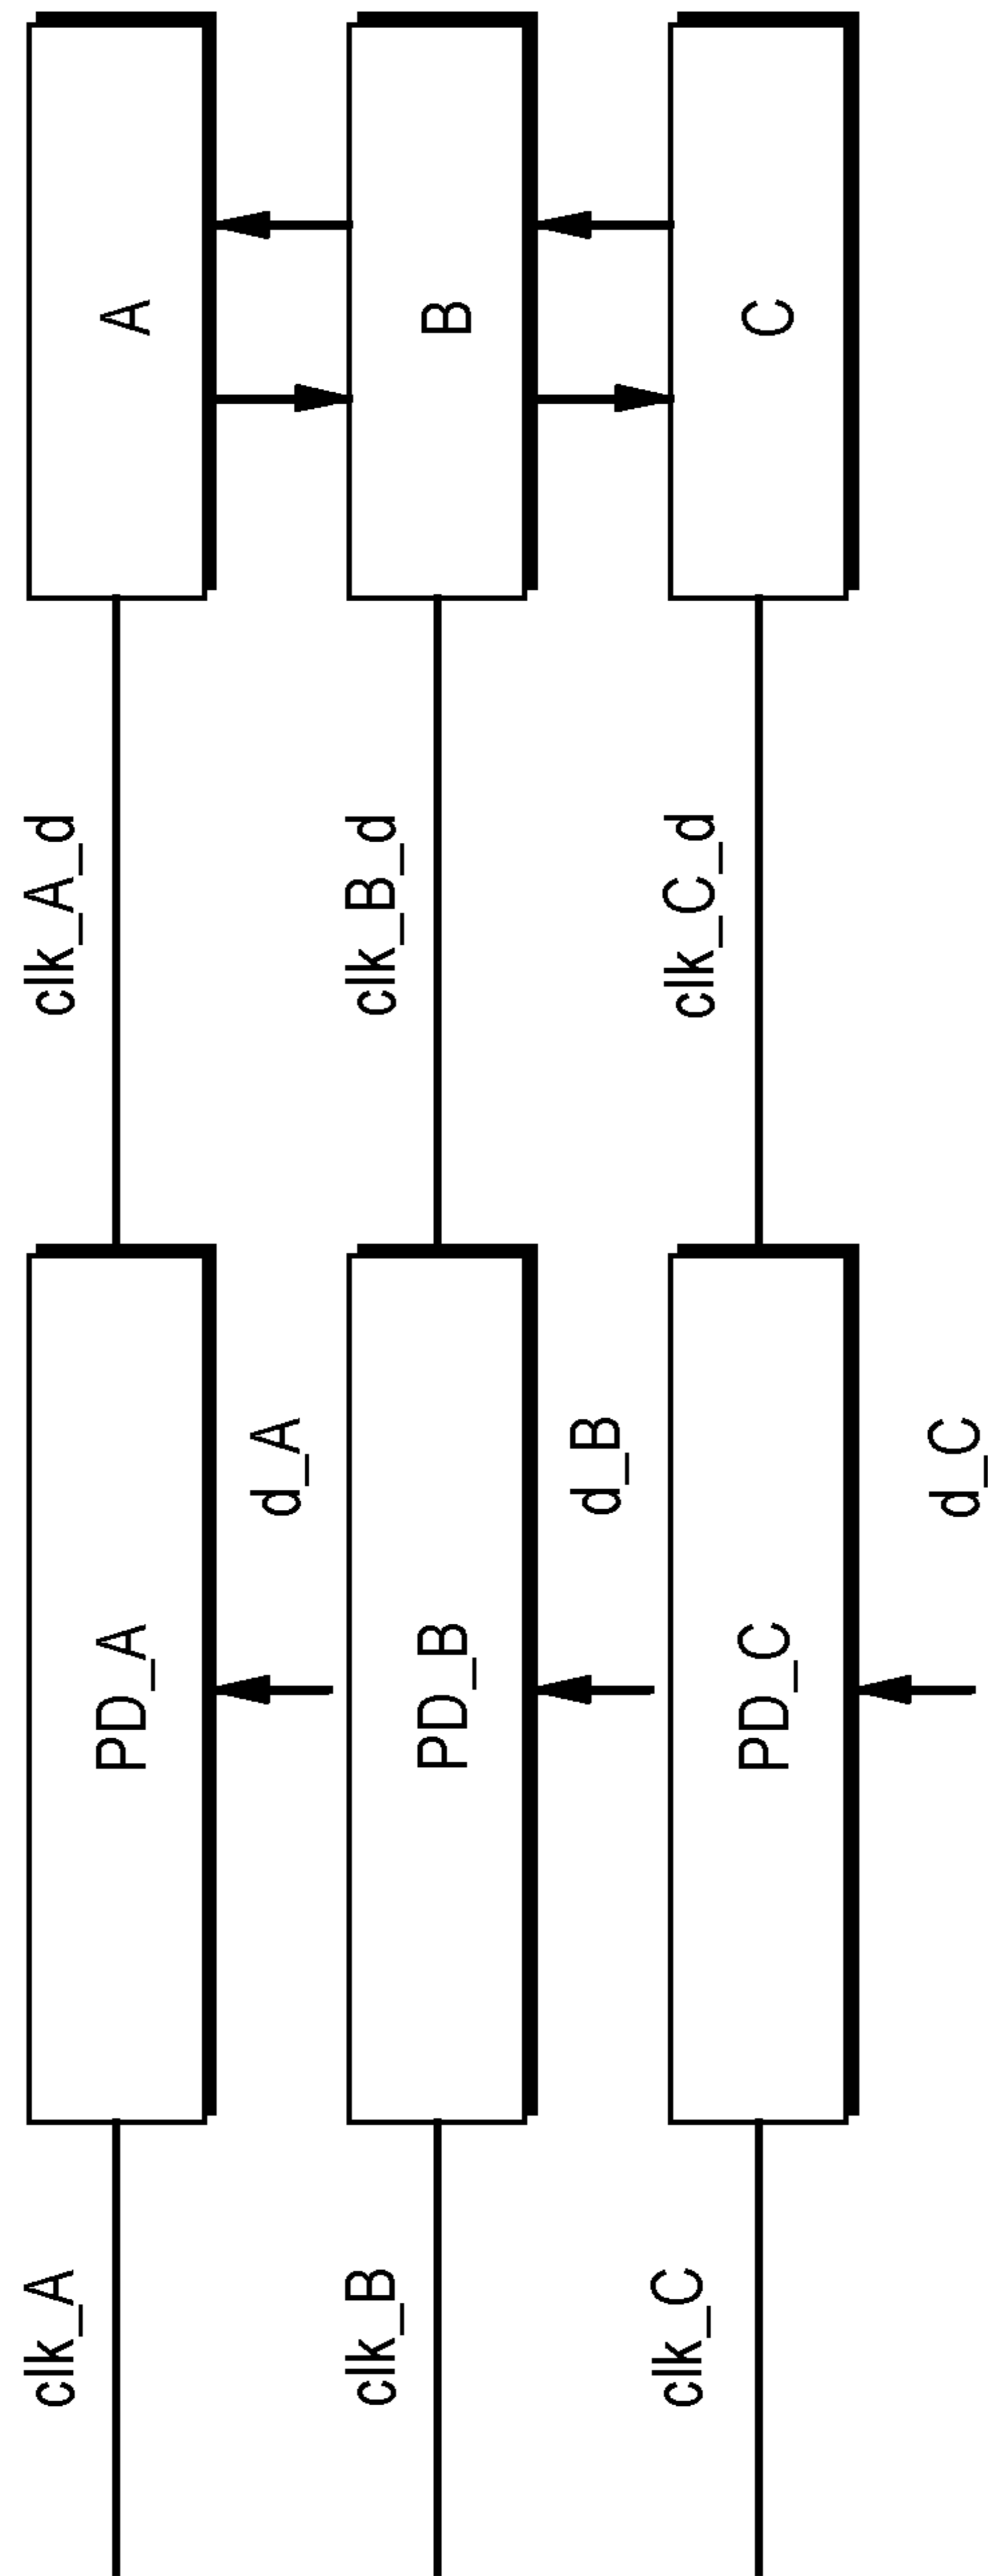 clk_A
PD_A
clk_A_d
A
d_A
clk_B
PD_B
clk_B_d
B
d_B
clk_C
PD_C
clk_C_d
C
d_C